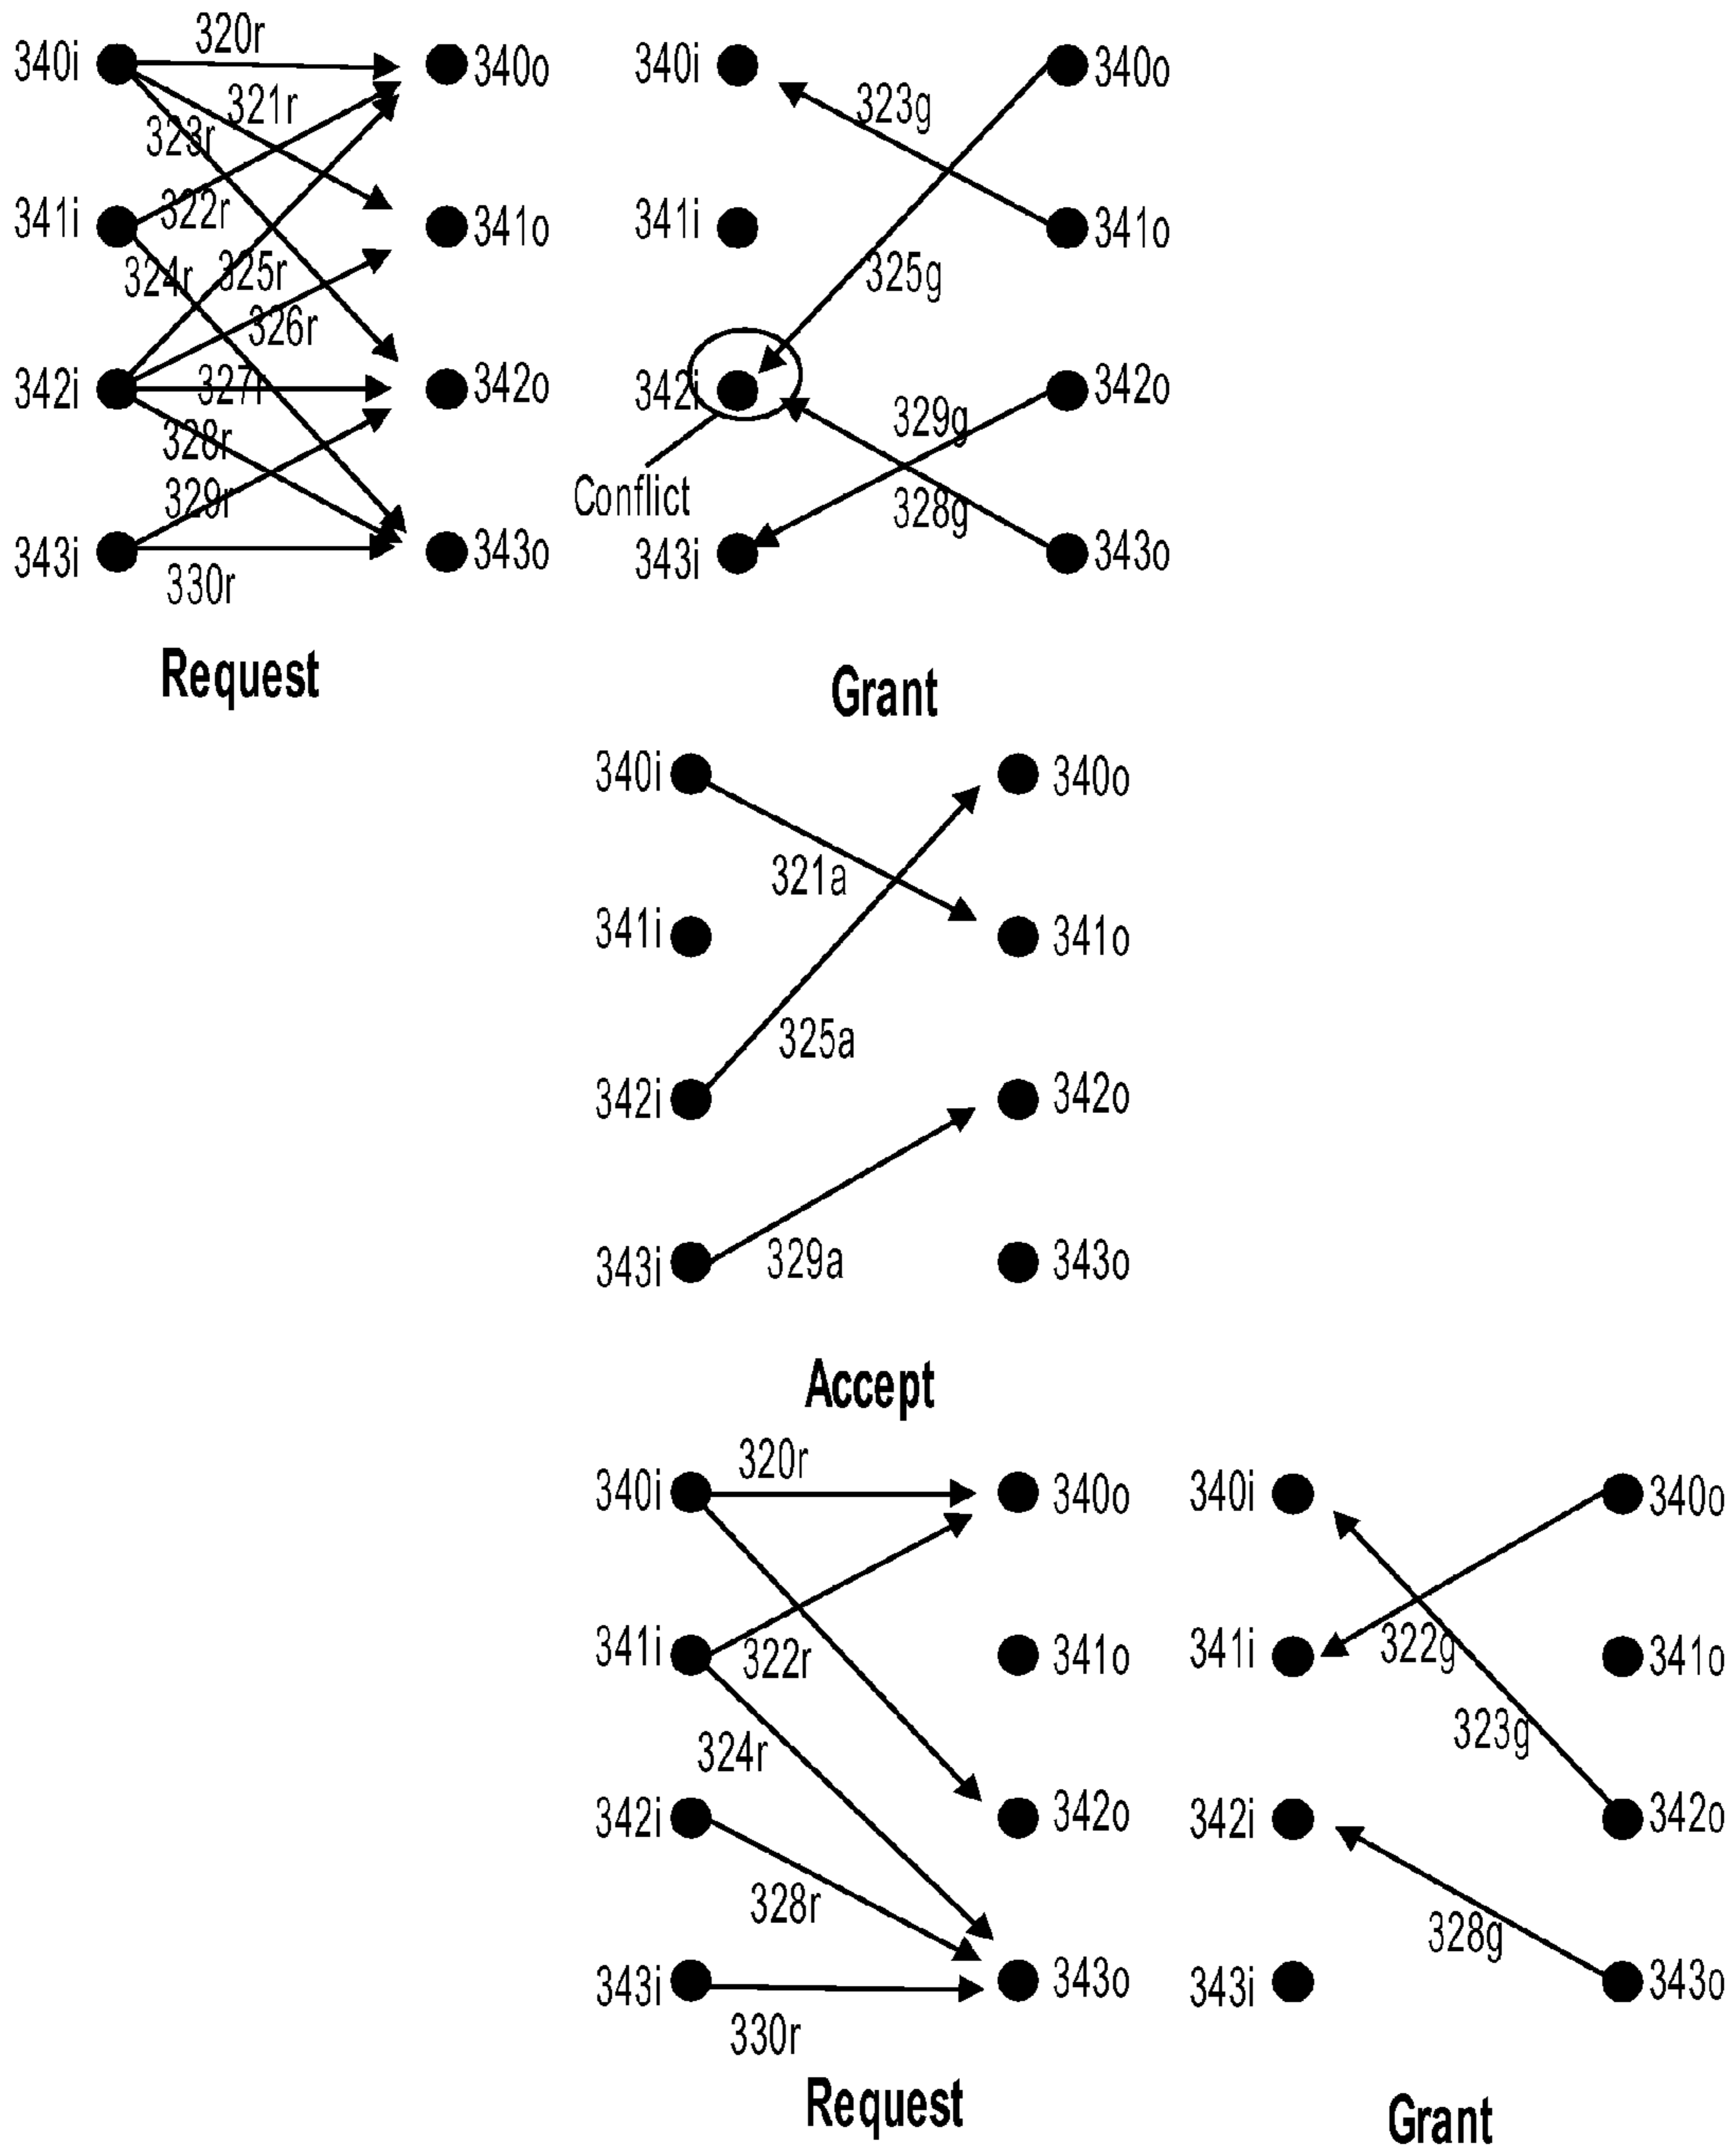 320r
340i 340o
321r
323r
322r
341i 341o
324r 325r
326r
342i 327r 342o
328r
329r
343i 343o
330r
Request
340i 340o
323g
341i 341o
325g
342i 342o
329g
Conflict 328g
343i 343o
Grant
340i 340o
321a
341i 341o
325a
342i 342o
343i 329a 343o
Accept
320r
340i 340o
341i 322r 341o
324r
342i 342o
328r
343i 343o
330r
Request
340i 340o
341i 322g 341o
323g
342i 342o
328g
343i 343o
Grant